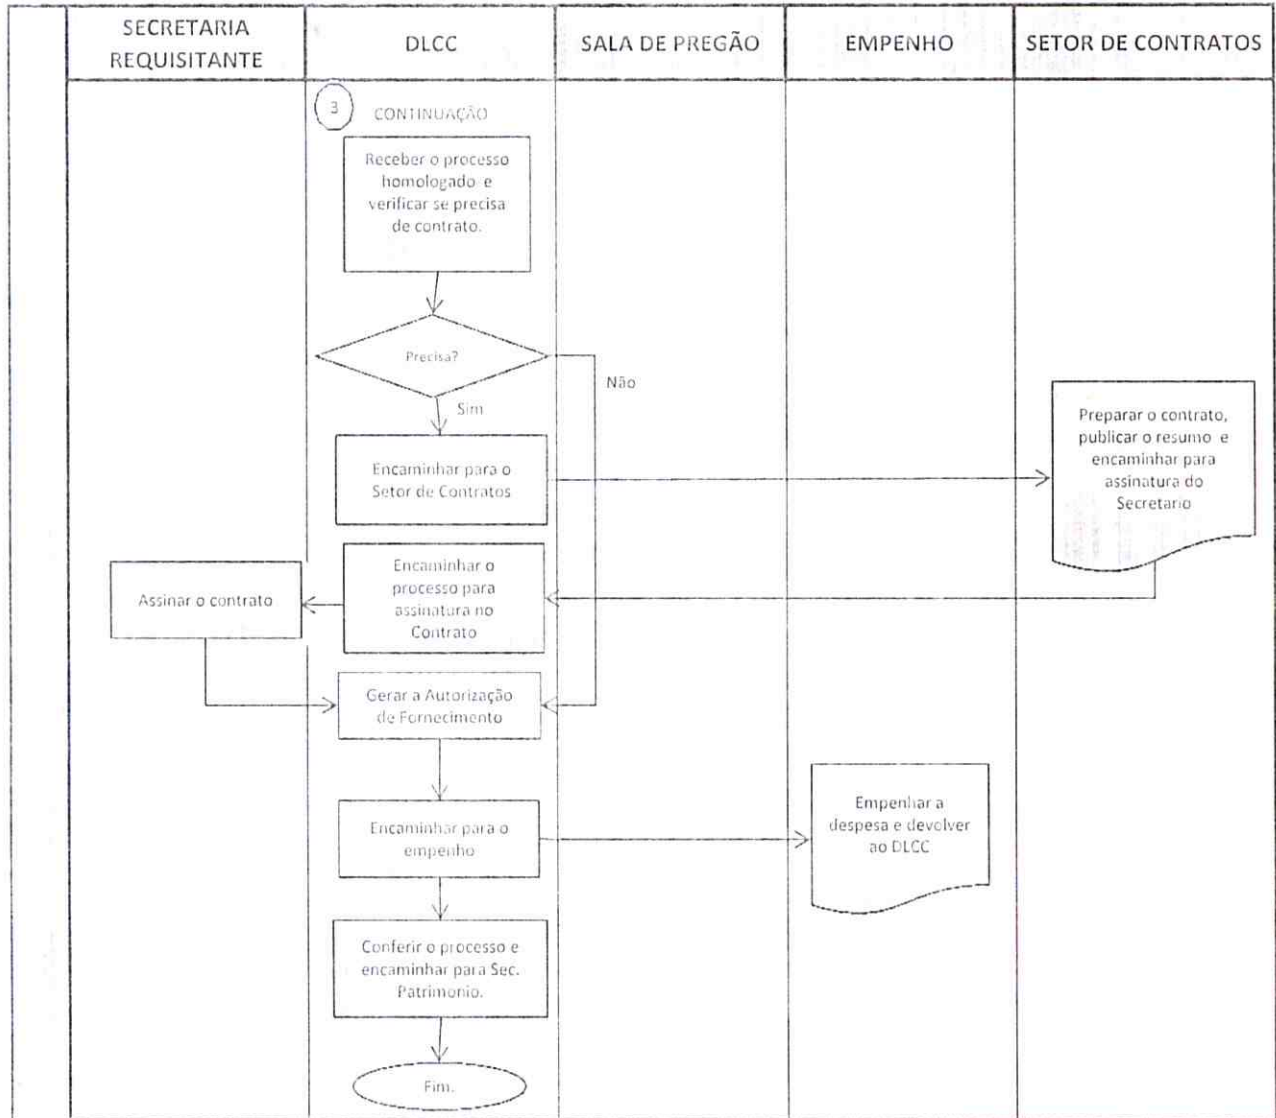 SECRETARIA
REQUISITANTE
DLCC
SALA DE PREGÃO
EMPENHO
SETOR DE CONTRATOS
3
CONTINUAÇÃO
Receber o processo
homologado e
verificar se precisa
de contrato.
Precisa?
Não
Sim
Encaminhar para o
Setor de Contratos
Preparar o contrato,
publicar o resumo e
encaminhar para
assinatura do
Secretario
Encaminhar o
processo para
assinatura no
Contrato
Assinar o contrato
Gerar a Autorização
de Fornecimento
Encaminhar para o
empenho
Empenhar a
despesa e devolver
ao DLCC
Conferir o processo e
encaminhar para Sec.
Patrimonio.
Fim.